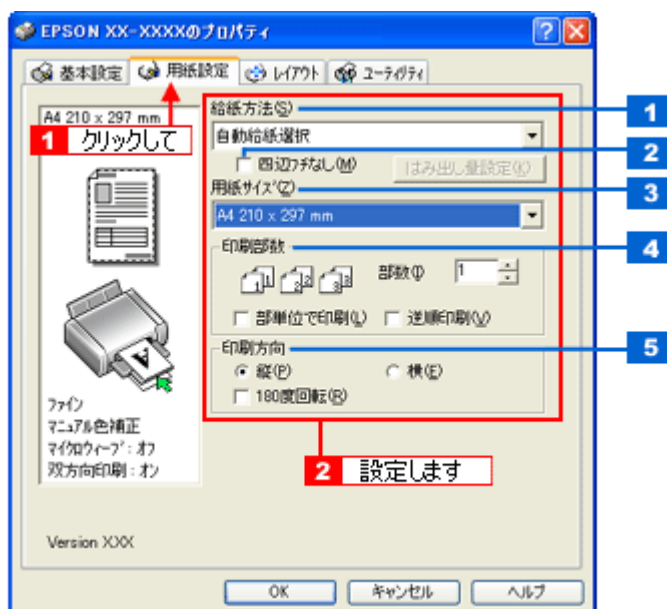 EPSON XX-XXXXのプロパティ
基本設定 用紙設定 レイアウト ユーティリティ
A4 210 x 297 mm
1 クリックして
給紙方法(S)
1
自動給紙選択
2
四辺フチなし(M) はみ出し量設定(K)
用紙サイズ(Z)
3
A4 210 x 297 mm
印刷部数
4
部数(I) 1
部単位で印刷(L) 逆順印刷(V)
印刷方向
5
縦(P) 横(E)
180度回転(R)
ファイン
マニュアル色補正
マイクロウィーブ：オフ
双方向印刷：オン
2 設定します
Version XXX
OK キャンセル ヘルプ